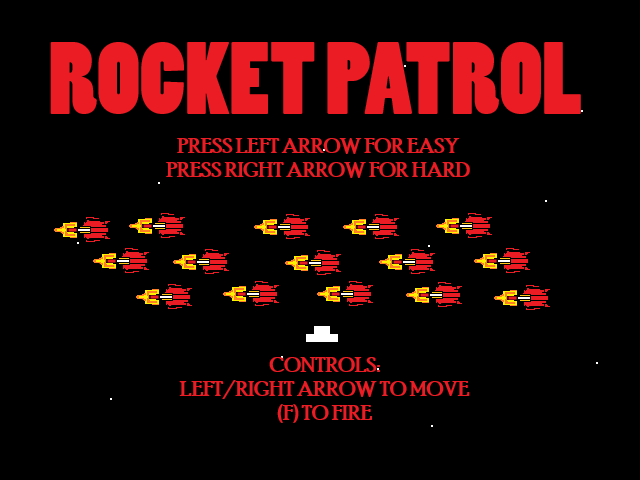 ROCKET PATROL
PRESS LEFT ARROW FOR EASY
PRESS RIGHT ARROW FOR HARD
CONTROLS:
LEFT/RIGHT ARROW TO MOVE
(F) TO FIRE